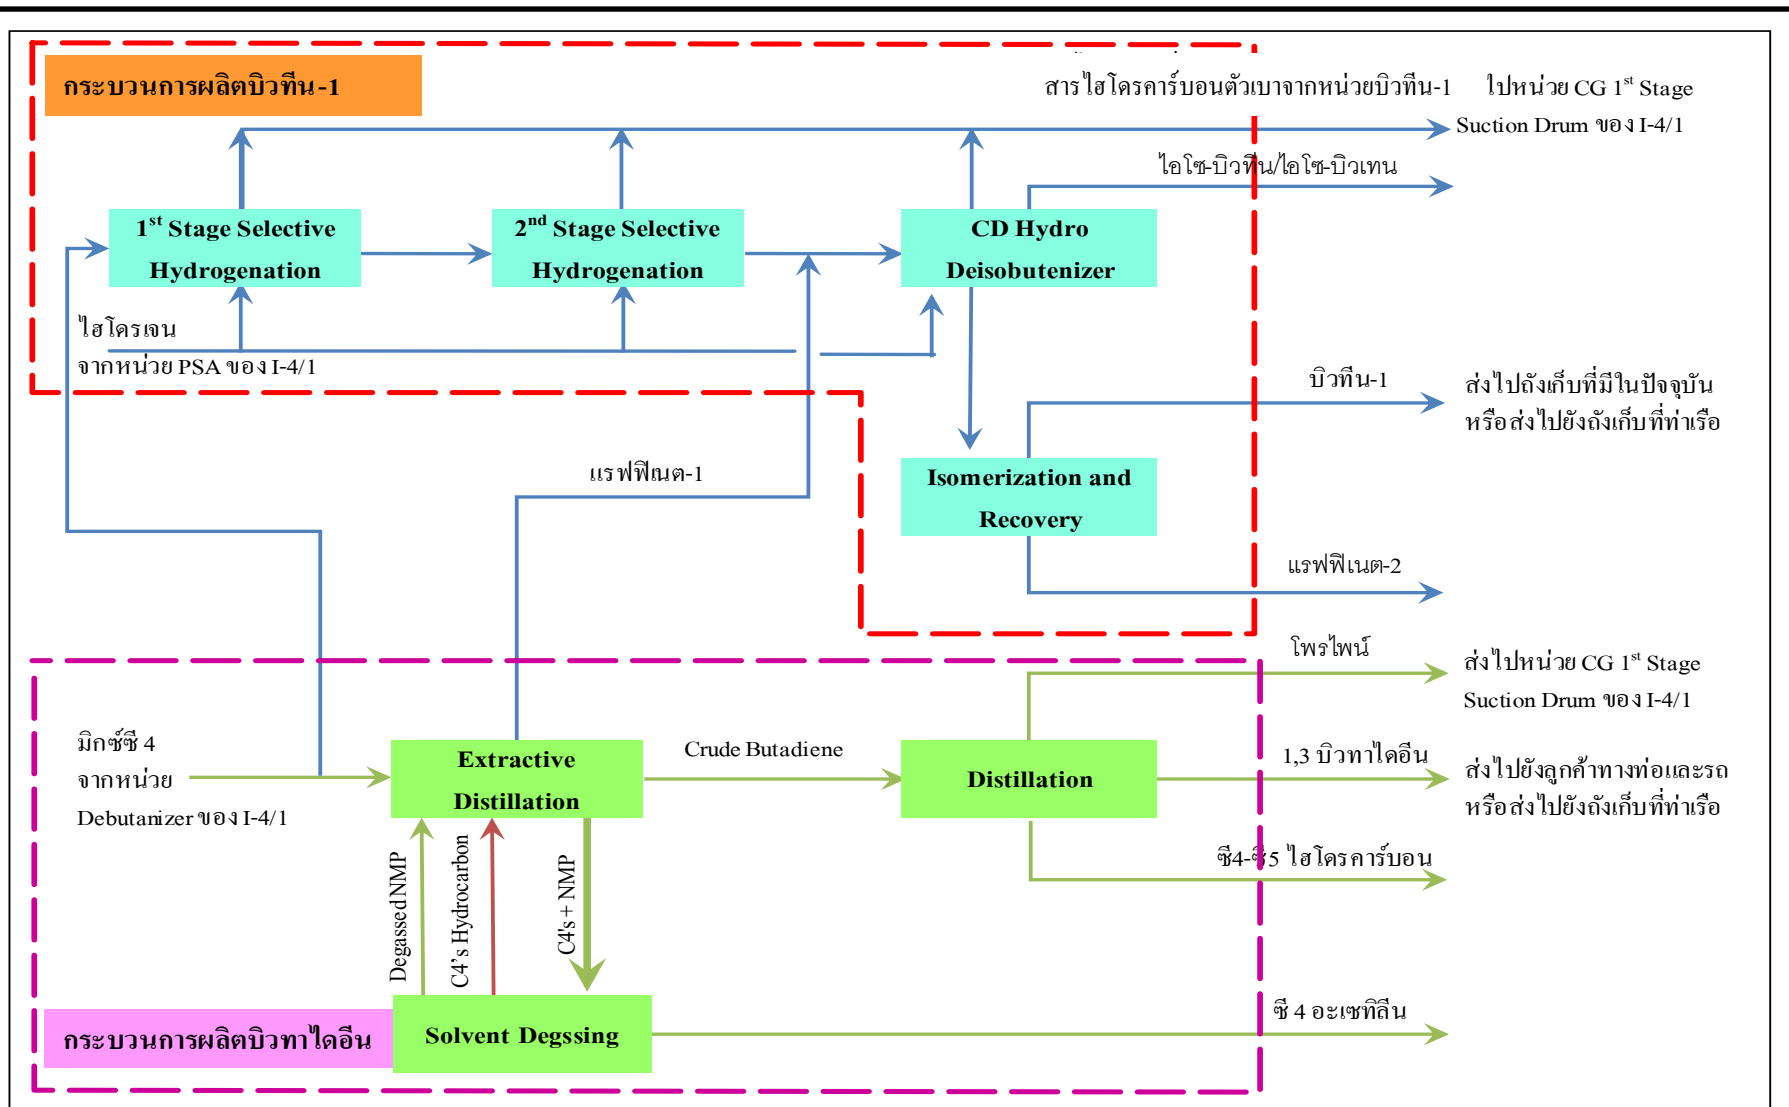 กระบวนการผลิตบิวทีน-1
สารไฮโดรคาร์บอนตัวเบาจากหน่วยบิวทีน-1
ไปหน่วย CG 1st Stage
Suction Drum ของ I-4/1
ไอโซ-บิวทีน/ไอโซ-บิวเทน
1st Stage Selective
Hydrogenation
2nd Stage Selective
Hydrogenation
CD Hydro
Deisobutenizer
ไฮโดรเจน
จากหน่วย PSA ของ I-4/1
บิวทีน-1
ส่งไปถังเก็บที่มีในปัจจุบัน
หรือส่งไปยังถังเก็บที่ท่าเรือ
แรฟฟิเนต-1
Isomerization and
Recovery
แรฟฟิเนต-2
โพรไพน์
ส่งไปหน่วย CG 1st Stage
Suction Drum ของ I-4/1
มิกซ์ซี 4
จากหน่วย
Debutanizer ของ I-4/1
Extractive
Distillation
Crude Butadiene
Distillation
1,3 บิวทาไดอีน
ส่งไปยังลูกค้าทางท่อและรถ
หรือส่งไปยังถังเก็บที่ท่าเรือ
ซี4-ซี5 ไฮโดรคาร์บอน
Degassed NMP
C4's Hydrocarbon
C4's + NMP
ซี 4 อะเซทิลีน
กระบวนการผลิตบิวทาไดอีน
Solvent Degssing